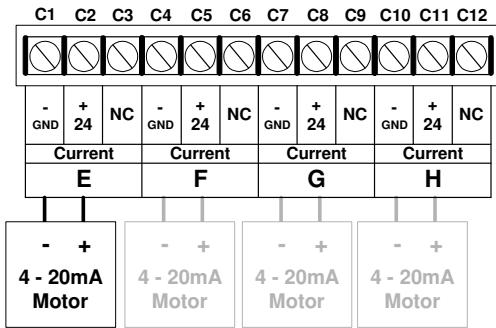 C1 C2 C3 C4 C5 C6 C7 C8 C9 C10 C11 C12
- + NC - + NC - + NC - + NC
GND 24 GND 24 GND 24 GND 24
Current Current Current Current
E F G H
- + - + - + - +
4 - 20mA 4 - 20mA 4 - 20mA 4 - 20mA
Motor Motor Motor Motor